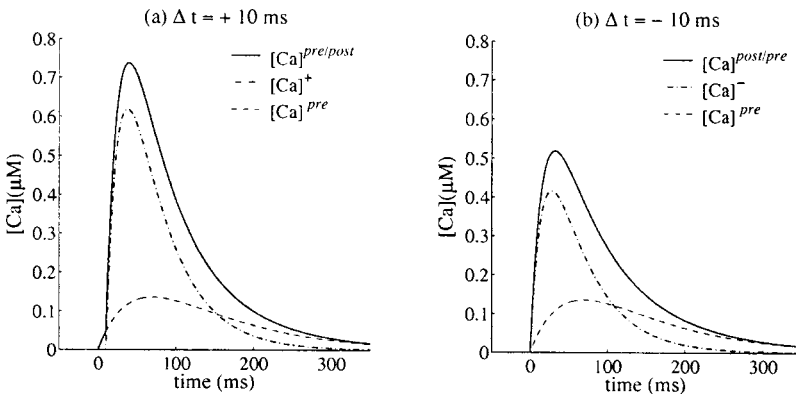 (a) Δ t = + 10 ms
0.8
0.7
0.6
0.5
0.4
0.3
0.2
0.1
0
[Ca](μM)
[Ca]^pre/post
[Ca]^+
[Ca]^pre
0 100 200 300
time (ms)
(b) Δ t = − 10 ms
0.8
0.7
0.6
0.5
0.4
0.3
0.2
0.1
0
[Ca](μM)
[Ca]^post/pre
[Ca]^−
[Ca]^pre
0 100 200 300
time (ms)